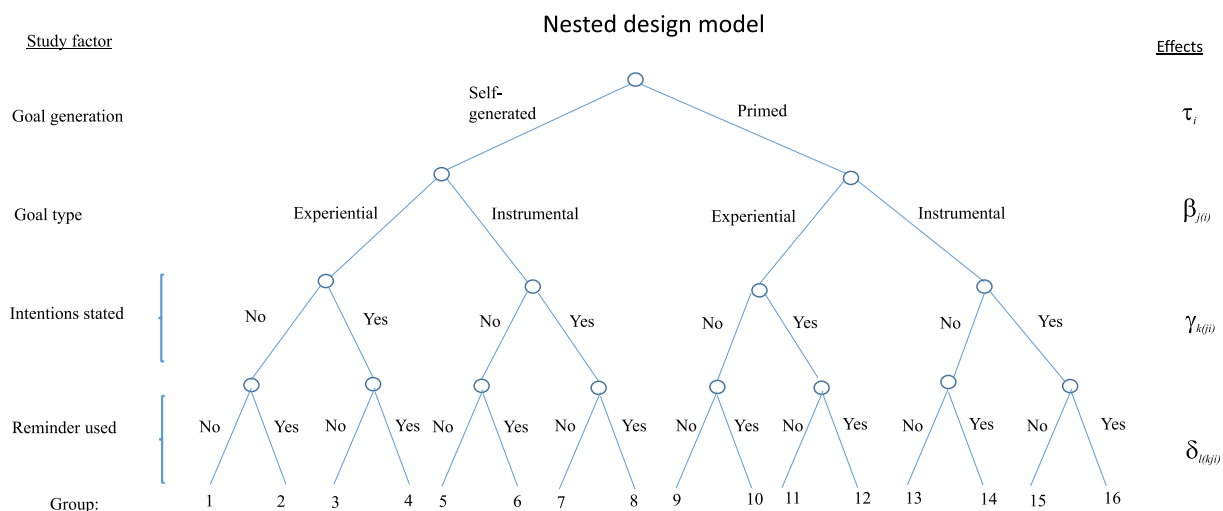 Nested design model
Study factor
Effects
Self-
generated
Primed
Goal generation
τi
Goal type
Experiential
Instrumental
Experiential
Instrumental
βj(i)
Intentions stated
No
Yes
No
Yes
No
Yes
No
Yes
γk(ji)
Reminder used
No
Yes
No
Yes
No
Yes
No
Yes
No
Yes
No
Yes
No
Yes
No
Yes
δl(kji)
Group:
1
2
3
4
5
6
7
8
9
10
11
12
13
14
15
16